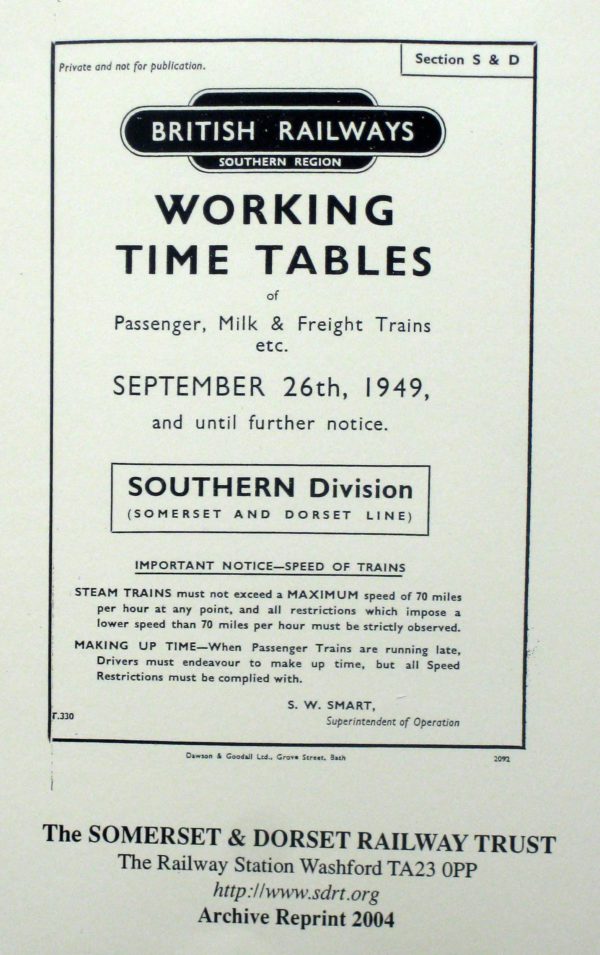 Private and not for publication.
Section S & D
BRITISH · RAILWAYS
SOUTHERN REGION
WORKING
TIME TABLES
of
Passenger, Milk & Freight Trains
etc.
SEPTEMBER 26th, 1949,
and until further notice.
SOUTHERN Division
(SOMERSET AND DORSET LINE)
IMPORTANT NOTICE—SPEED OF TRAINS
STEAM TRAINS must not exceed a MAXIMUM speed of 70 miles
per hour at any point, and all restrictions which impose a
lower speed than 70 miles per hour must be strictly observed.
MAKING UP TIME—When Passenger Trains are running late,
Drivers must endeavour to make up time, but all Speed
Restrictions must be complied with.
S. W. SMART,
Superintendent of Operation
T.330
Dawson & Goodall Ltd., Grove Street, Bath
2092
The SOMERSET & DORSET RAILWAY TRUST
The Railway Station Washford TA23 0PP
http://www.sdrt.org
Archive Reprint 2004